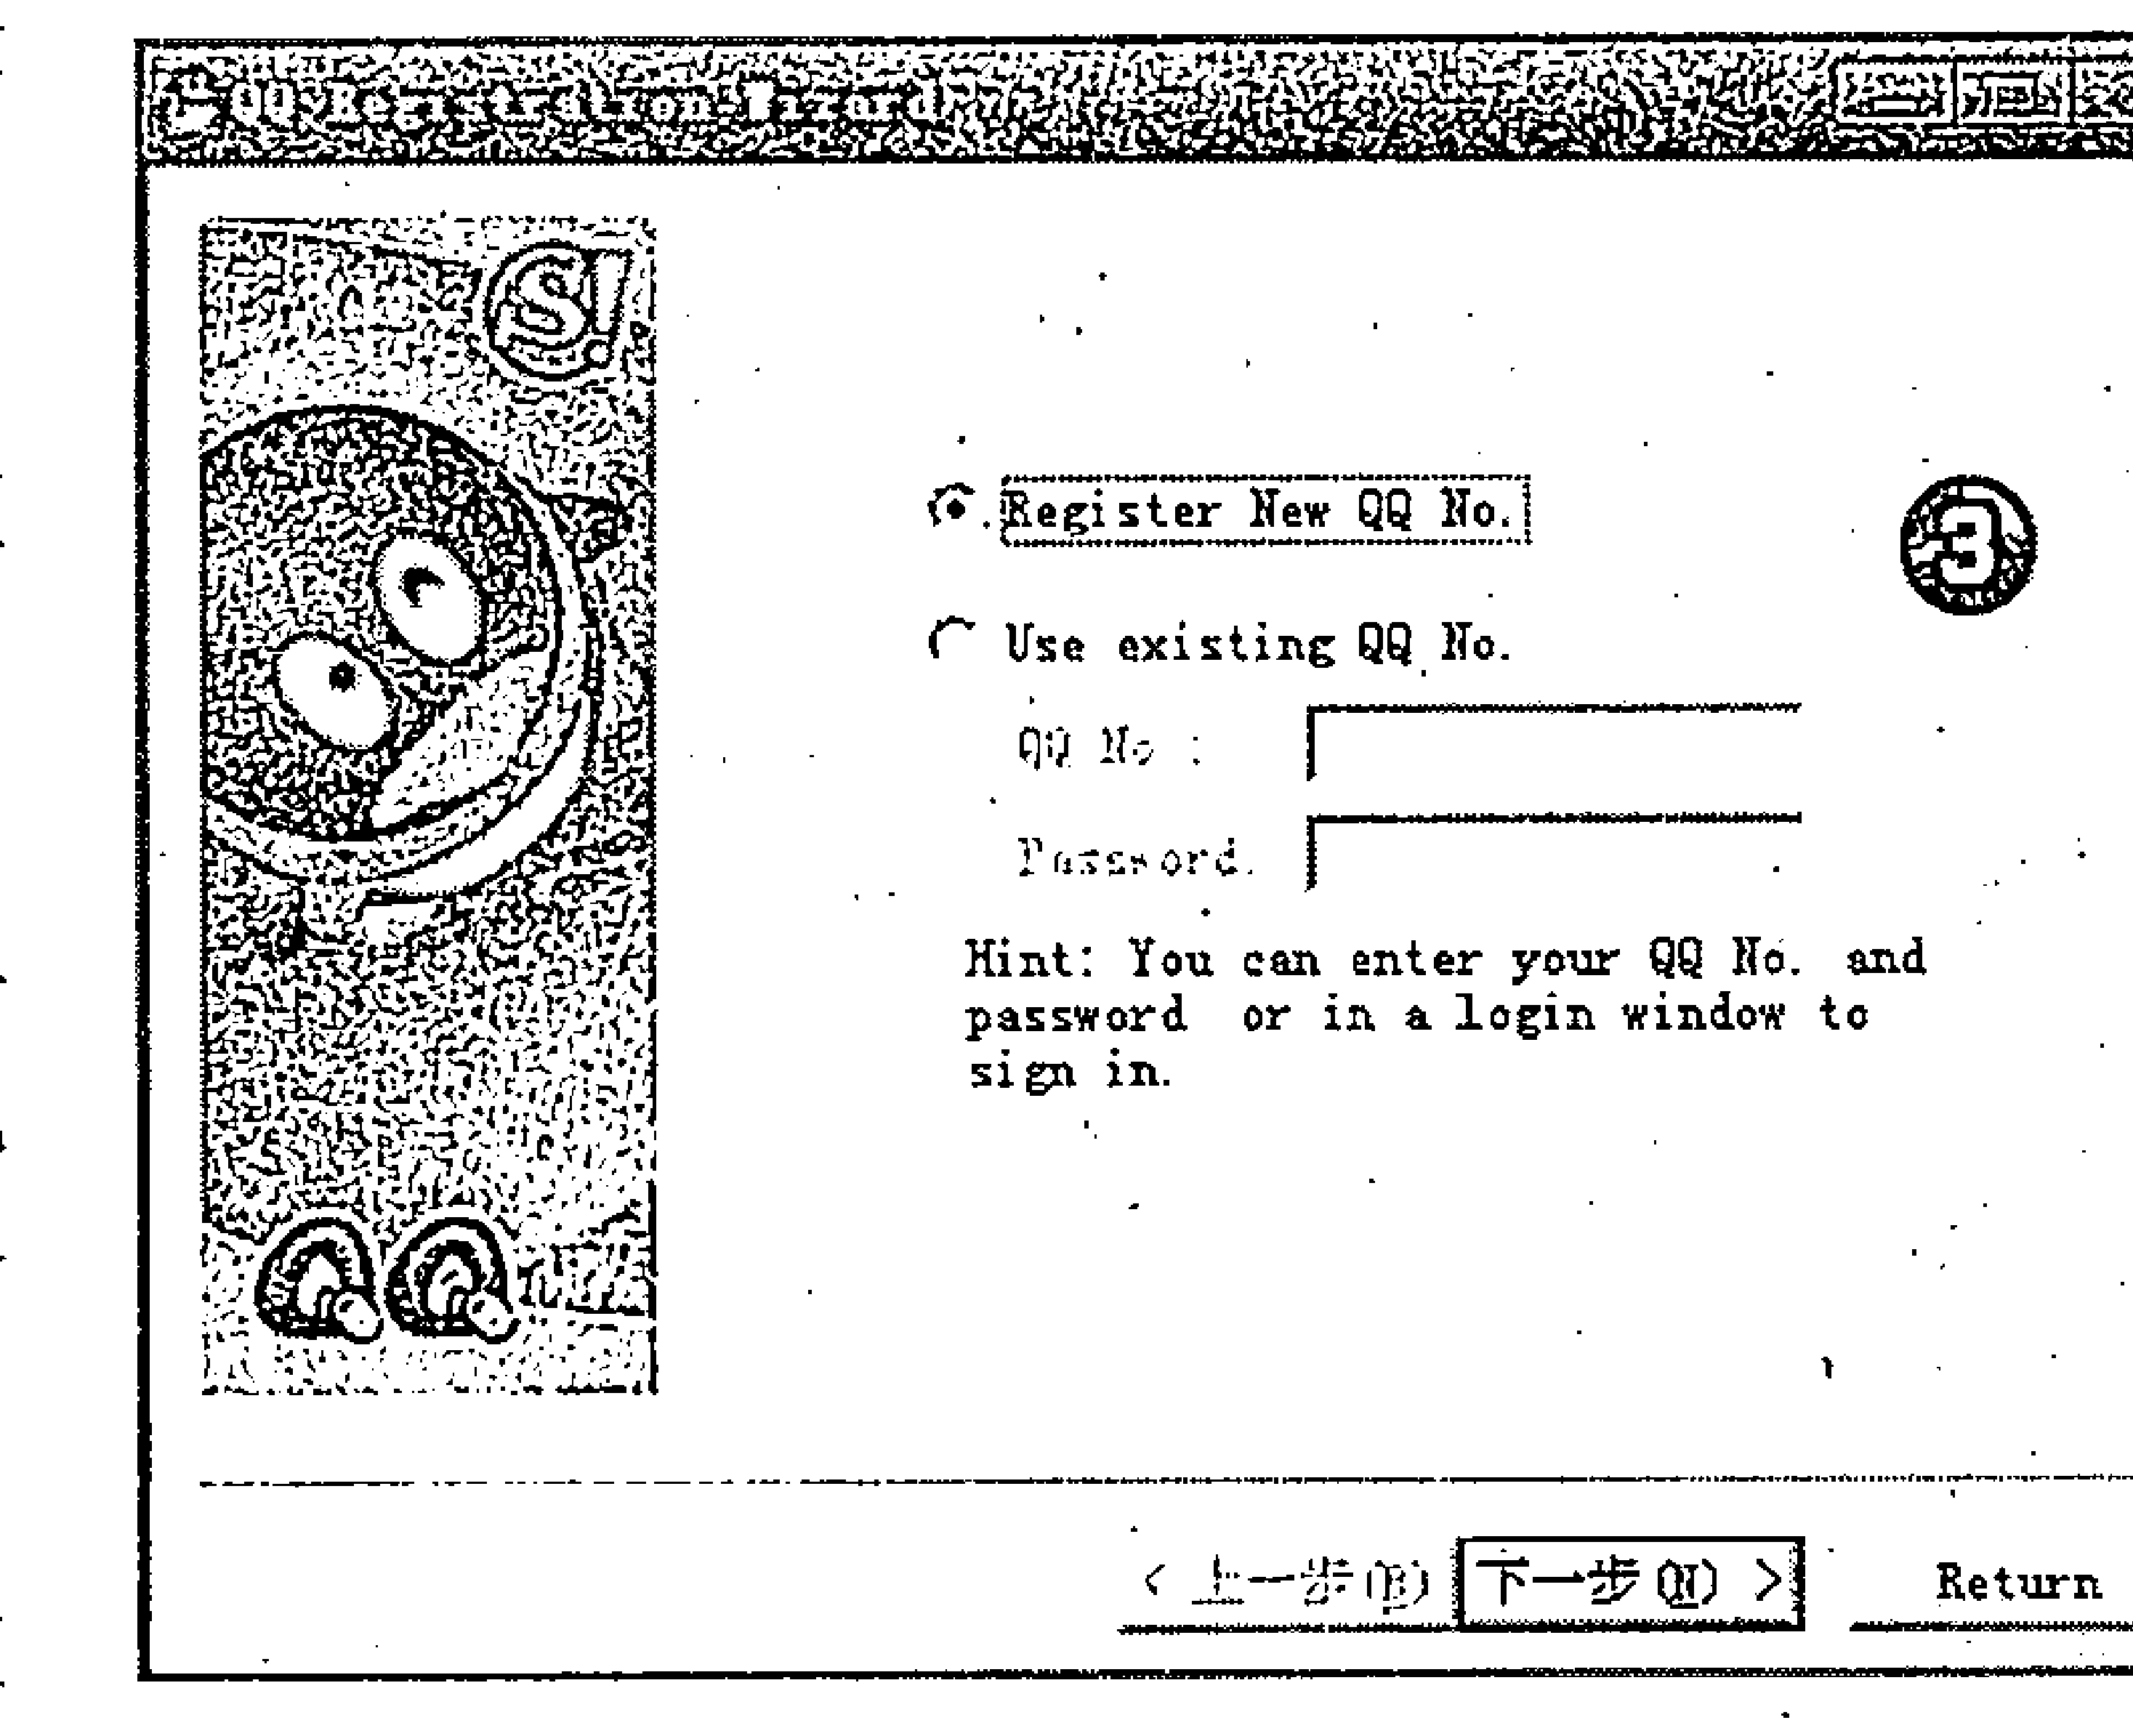 QQ Registration Wizard
S!
Register New QQ No.
3
Use existing QQ No.
QQ No :
Password.
Hint: You can enter your QQ No. and
password or in a login window to
sign in.
< 上一步(B) 下一步(N) > Return